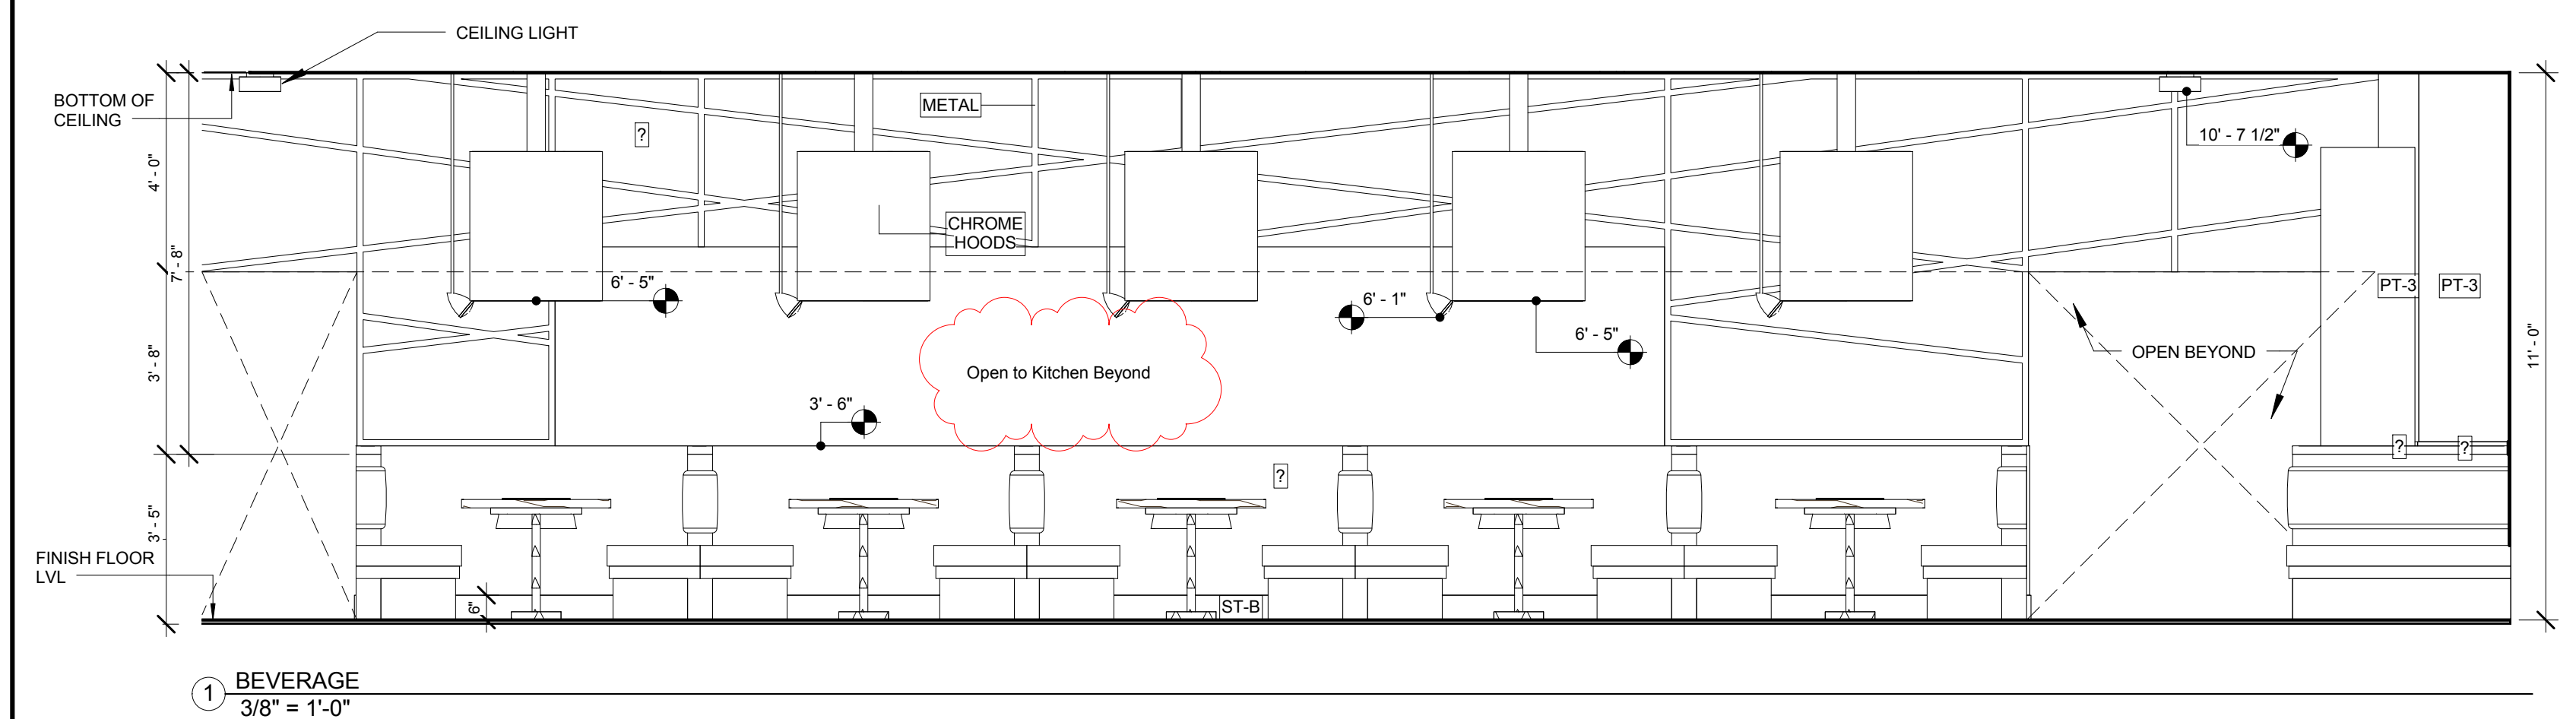 CEILING LIGHT
BOTTOM OF
CEILING
METAL
?
10' - 7 1/2"
4' - 0"
CHROME
HOODS
7' - 8"
6' - 5"
6' - 1"
PT-3
PT-3
6' - 5"
OPEN BEYOND
11' - 0"
3' - 8"
Open to Kitchen Beyond
3' - 6"
?
?
?
3' - 5"
FINISH FLOOR
LVL
6"
ST-B
1
BEVERAGE
3/8" = 1'-0"